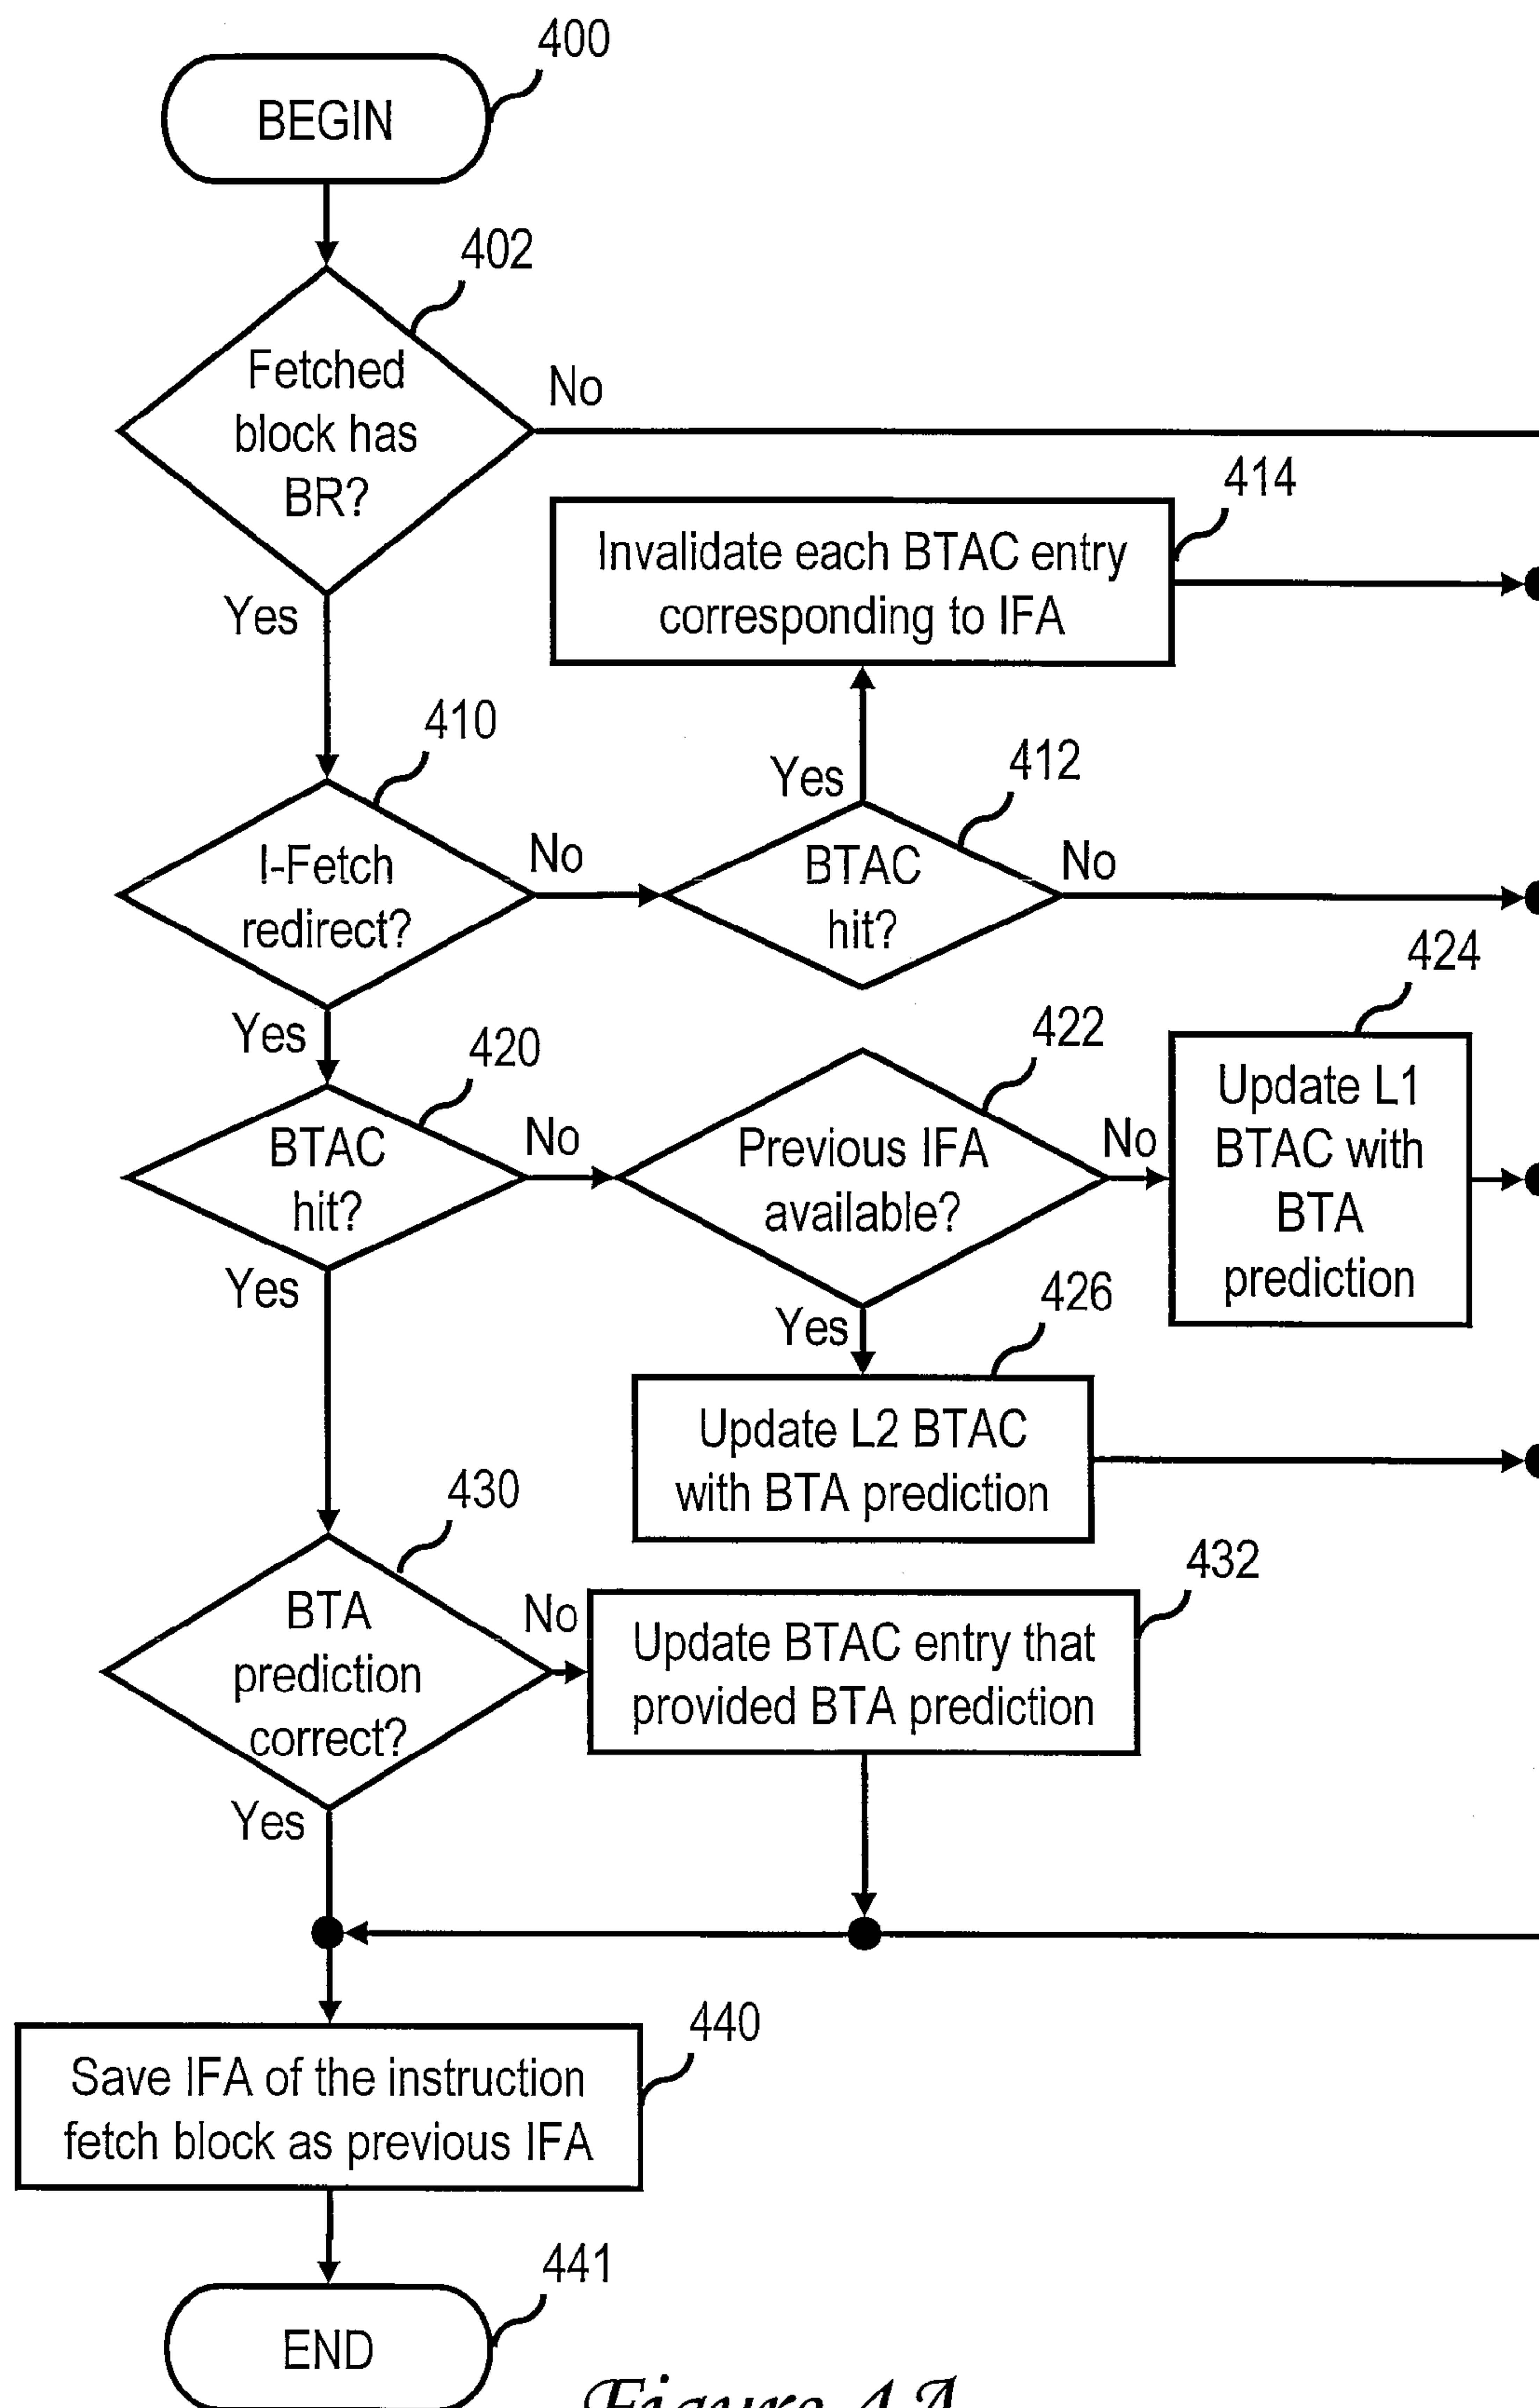 400
BEGIN
402
Fetched
block has
BR?
No
Yes
414
Invalidate each BTAC entry
corresponding to IFA
410
I-Fetch
redirect?
No
Yes
412
BTAC
hit?
Yes
No
420
BTAC
hit?
No
Yes
422
Previous IFA
available?
No
Yes
424
Update L1
BTAC with
BTA
prediction
426
Update L2 BTAC
with BTA prediction
430
BTA
prediction
correct?
No
Yes
432
Update BTAC entry that
provided BTA prediction
440
Save IFA of the instruction
fetch block as previous IFA
441
END
Figure 4A